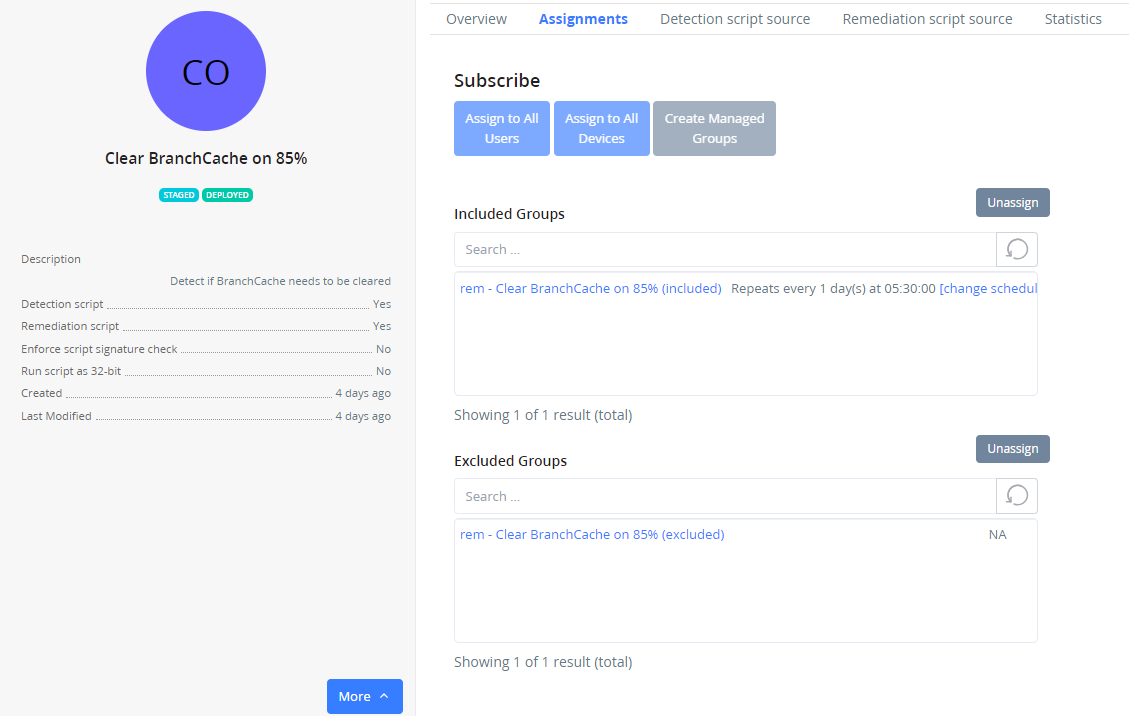 CO
Clear BranchCache on 85%
STAGED DEPLOYED
Description
Detect if BranchCache needs to be cleared
Detection script Yes
Remediation script Yes
Enforce script signature check No
Run script as 32-bit No
Created 4 days ago
Last Modified 4 days ago
More
Overview Assignments Detection script source Remediation script source Statistics
Subscribe
Assign to All
Users
Assign to All
Devices
Create Managed
Groups
Unassign
Included Groups
Search ...
rem - Clear BranchCache on 85% (included) Repeats every 1 day(s) at 05:30:00 [change schedul
Showing 1 of 1 result (total)
Unassign
Excluded Groups
Search ...
rem - Clear BranchCache on 85% (excluded) NA
Showing 1 of 1 result (total)